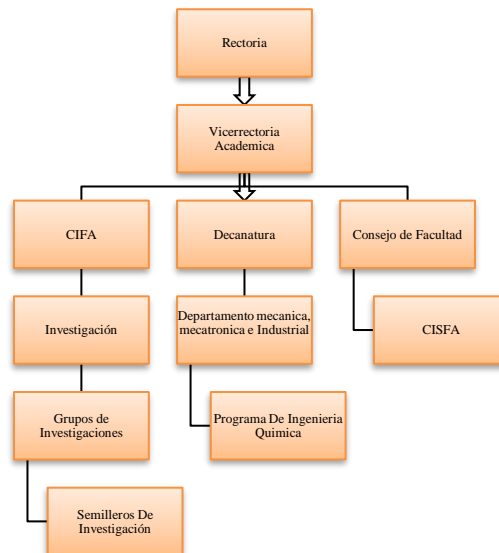 Rectoria
Vicerrectoria
Academica
CIFA
Decanatura
Consejo de Facultad
Investigación
Departamento mecanica,
mecatronica e Industrial
CISFA
Grupos de
Investigaciones
Programa De Ingenieria
Quimica
Semilleros De
Investigación